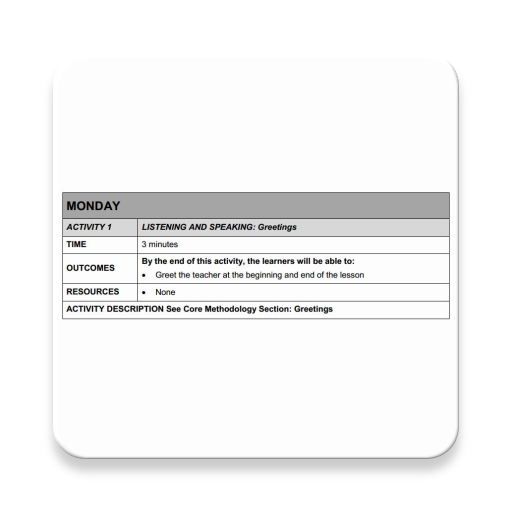 MONDAY
ACTIVITY 1 LISTENING AND SPEAKING: Greetings
TIME 3 minutes
OUTCOMES By the end of this activity, the learners will be able to:
• Greet the teacher at the beginning and end of the lesson
RESOURCES • None
ACTIVITY DESCRIPTION See Core Methodology Section: Greetings